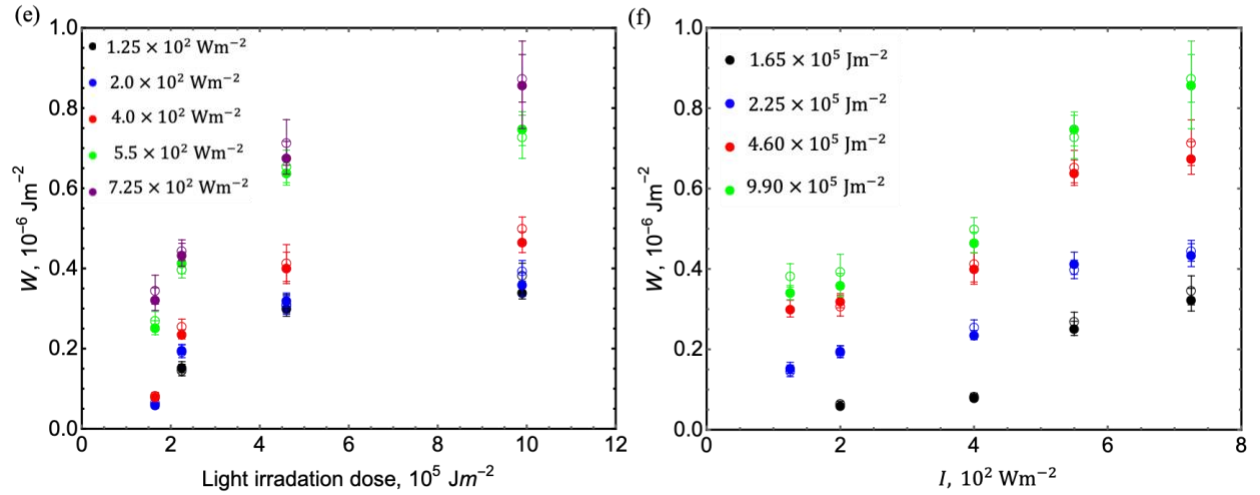 (e)
1.0
0.8
0.6
0.4
0.2
0.0
W, 10⁻⁶ Jm⁻²
1.25 × 10² Wm⁻²
2.0 × 10² Wm⁻²
4.0 × 10² Wm⁻²
5.5 × 10² Wm⁻²
7.25 × 10² Wm⁻²
0 2 4 6 8 10 12
Light irradiation dose, 10⁵ Jm⁻²
(f)
1.0
0.8
0.6
0.4
0.2
0.0
W, 10⁻⁶ Jm⁻²
1.65 × 10⁵ Jm⁻²
2.25 × 10⁵ Jm⁻²
4.60 × 10⁵ Jm⁻²
9.90 × 10⁵ Jm⁻²
0 2 4 6 8
I, 10² Wm⁻²